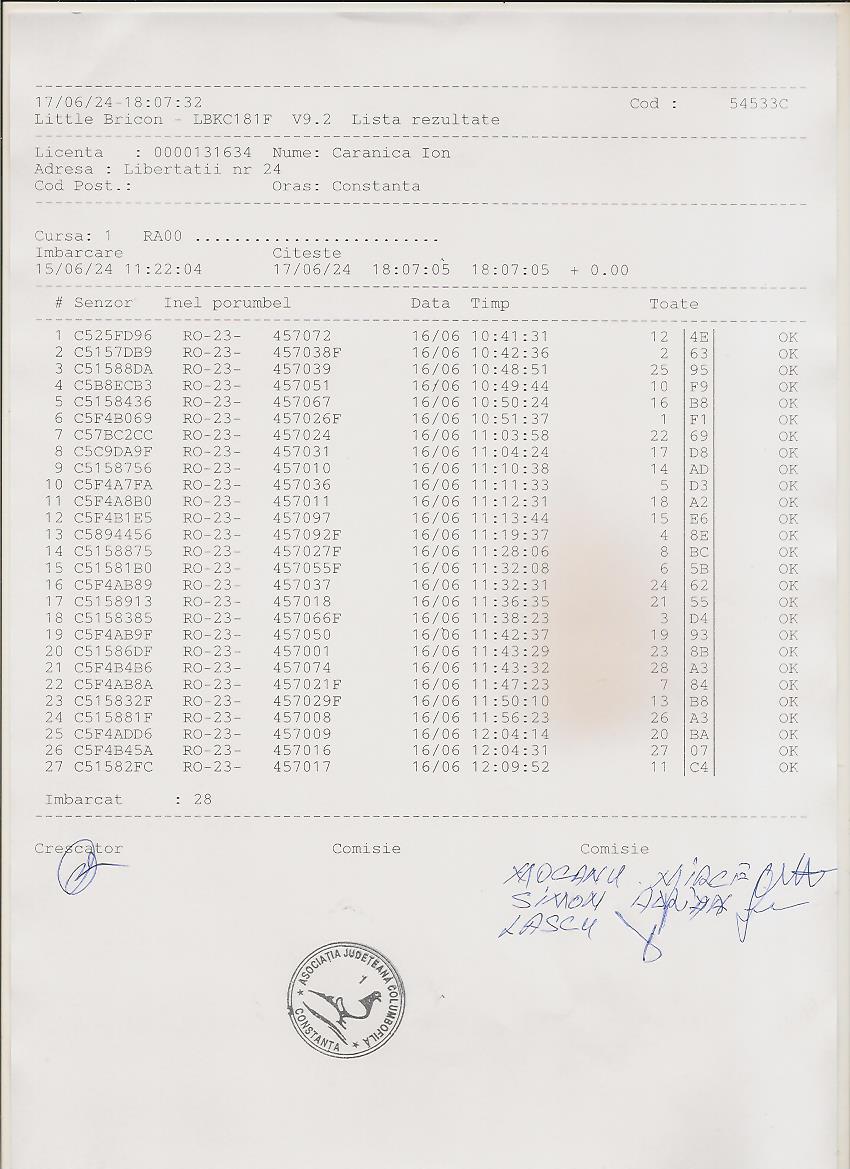 17/06/24-18:07:32 Cod : 54533C
Little Bricon - LBKC181F V9.2 Lista rezultate
Licenta : 0000131634 Nume: Caranica Ion
Adresa : Libertatii nr 24
Cod Post.: Oras: Constanta
Cursa: 1 RA00 .........................
Imbarcare Citeste
15/06/24 11:22:04 17/06/24 18:07:05 18:07:05 + 0.00
# Senzor Inel porumbel Data Timp Toate
1 C525FD96 RO-23- 457072 16/06 10:41:31 12 4E OK
2 C5157DB9 RO-23- 457038F 16/06 10:42:36 2 63 OK
3 C51588DA RO-23- 457039 16/06 10:48:51 25 95 OK
4 C5B8ECB3 RO-23- 457051 16/06 10:49:44 10 F9 OK
5 C5158436 RO-23- 457067 16/06 10:50:24 16 B8 OK
6 C5F4B069 RO-23- 457026F 16/06 10:51:37 1 F1 OK
7 C57BC2CC RO-23- 457024 16/06 11:03:58 22 69 OK
8 C5C9DA9F RO-23- 457031 16/06 11:04:24 17 D8 OK
9 C5158756 RO-23- 457010 16/06 11:10:38 14 AD OK
10 C5F4A7FA RO-23- 457036 16/06 11:11:33 5 D3 OK
11 C5F4A8B0 RO-23- 457011 16/06 11:12:31 18 A2 OK
12 C5F4B1E5 RO-23- 457097 16/06 11:13:44 15 E6 OK
13 C5894456 RO-23- 457092F 16/06 11:19:37 4 8E OK
14 C5158875 RO-23- 457027F 16/06 11:28:06 8 BC OK
15 C51581B0 RO-23- 457055F 16/06 11:32:08 6 5B OK
16 C5F4AB89 RO-23- 457037 16/06 11:32:31 24 62 OK
17 C5158913 RO-23- 457018 16/06 11:36:35 21 55 OK
18 C5158385 RO-23- 457066F 16/06 11:38:23 3 D4 OK
19 C5F4AB9F RO-23- 457050 16/06 11:42:37 19 93 OK
20 C51586DF RO-23- 457001 16/06 11:43:29 23 8B OK
21 C5F4B4B6 RO-23- 457074 16/06 11:43:32 28 A3 OK
22 C5F4AB8A RO-23- 457021F 16/06 11:47:23 7 84 OK
23 C515832F RO-23- 457029F 16/06 11:50:10 13 B8 OK
24 C515881F RO-23- 457008 16/06 11:56:23 26 A3 OK
25 C5F4ADD6 RO-23- 457009 16/06 12:04:14 20 BA OK
26 C5F4B45A RO-23- 457016 16/06 12:04:31 27 07 OK
27 C51582FC RO-23- 457017 16/06 12:09:52 11 C4 OK
Imbarcat : 28
Crescator Comisie Comisie
MOCANU MIRCE
SIMON
LASCU
ASOCIAȚIA JUDEȚEANĂ COLUMBOFILĂ
CONSTANTA
1